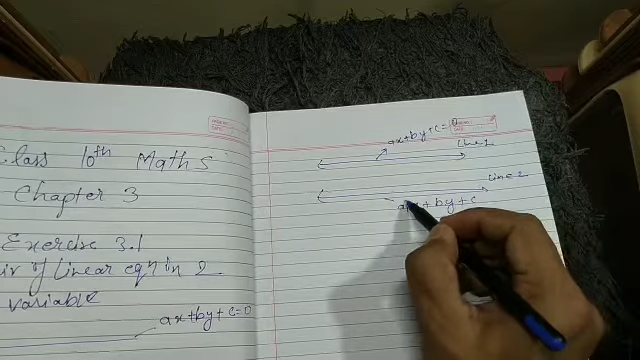 Class 10th Maths
Chapter 3
Exercise 3.1
ir of linear eqn in 2
variable
ax+by+c=0
ax+by+c=0
Line 1
Line 2
ax+by+c